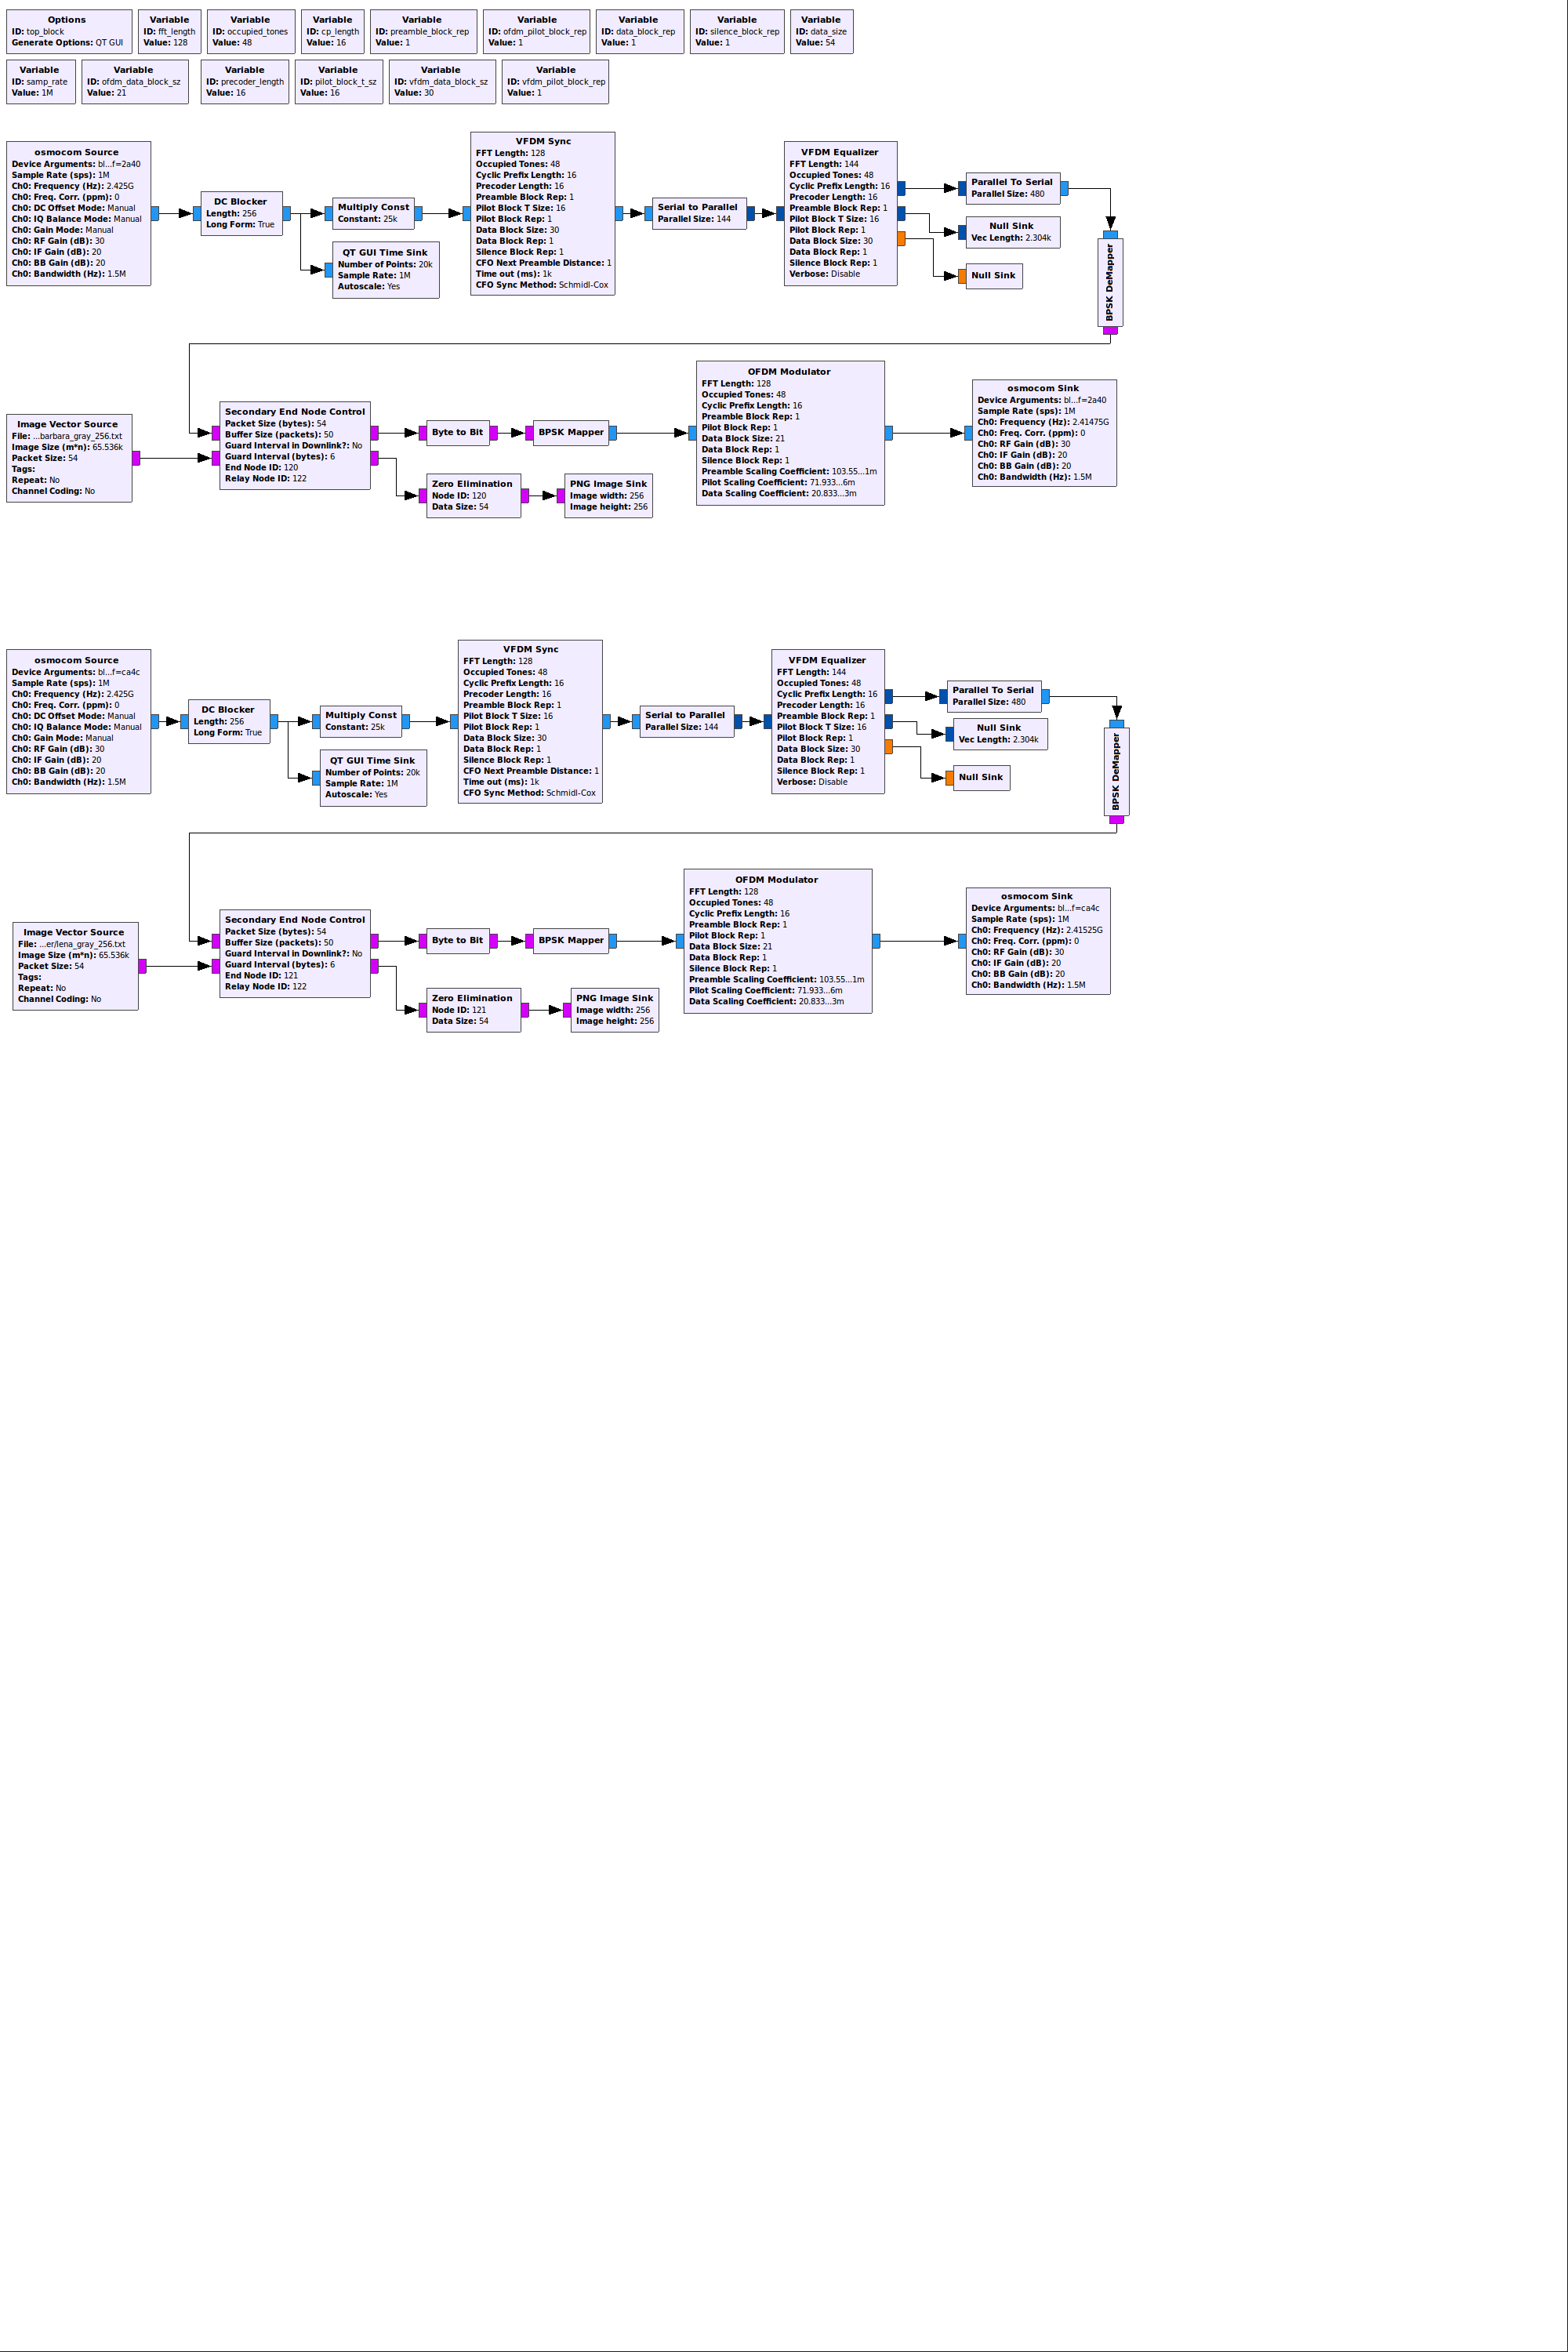 Options
ID: top_block
Generate Options: QT GUI
Variable
ID: fft_length
Value: 128
Variable
ID: occupied_tones
Value: 48
Variable
ID: cp_length
Value: 16
Variable
ID: preamble_block_rep
Value: 1
Variable
ID: ofdm_pilot_block_rep
Value: 1
Variable
ID: data_block_rep
Value: 1
Variable
ID: silence_block_rep
Value: 1
Variable
ID: data_size
Value: 54
Variable
ID: samp_rate
Value: 1M
Variable
ID: ofdm_data_block_sz
Value: 21
Variable
ID: precoder_length
Value: 16
Variable
ID: pilot_block_t_sz
Value: 16
Variable
ID: vfdm_data_block_sz
Value: 30
Variable
ID: vfdm_pilot_block_rep
Value: 1
osmocom Source
Device Arguments: bl...f=2a40
Sample Rate (sps): 1M
Ch0: Frequency (Hz): 2.425G
Ch0: Freq. Corr. (ppm): 0
Ch0: DC Offset Mode: Manual
Ch0: IQ Balance Mode: Manual
Ch0: Gain Mode: Manual
Ch0: RF Gain (dB): 30
Ch0: IF Gain (dB): 20
Ch0: BB Gain (dB): 20
Ch0: Bandwidth (Hz): 1.5M
DC Blocker
Length: 256
Long Form: True
Multiply Const
Constant: 25k
QT GUI Time Sink
Number of Points: 20k
Sample Rate: 1M
Autoscale: Yes
VFDM Sync
FFT Length: 128
Occupied Tones: 48
Cyclic Prefix Length: 16
Precoder Length: 16
Preamble Block Rep: 1
Pilot Block T Size: 16
Pilot Block Rep: 1
Data Block Size: 30
Data Block Rep: 1
Silence Block Rep: 1
CFO Next Preamble Distance: 1
Time out (ms): 1k
CFO Sync Method: Schmidl-Cox
Serial to Parallel
Parallel Size: 144
VFDM Equalizer
FFT Length: 144
Occupied Tones: 48
Cyclic Prefix Length: 16
Precoder Length: 16
Preamble Block Rep: 1
Pilot Block T Size: 16
Pilot Block Rep: 1
Data Block Size: 30
Data Block Rep: 1
Silence Block Rep: 1
Verbose: Disable
Parallel To Serial
Parallel Size: 480
Null Sink
Vec Length: 2.304k
Null Sink
BPSK DeMapper
Image Vector Source
File: ...barbara_gray_256.txt
Image Size (m*n): 65.536k
Packet Size: 54
Tags:
Repeat: No
Channel Coding: No
Secondary End Node Control
Packet Size (bytes): 54
Buffer Size (packets): 50
Guard Interval in Downlink?: No
Guard Interval (bytes): 6
End Node ID: 120
Relay Node ID: 122
Byte to Bit
BPSK Mapper
Zero Elimination
Node ID: 120
Data Size: 54
PNG Image Sink
Image width: 256
Image height: 256
OFDM Modulator
FFT Length: 128
Occupied Tones: 48
Cyclic Prefix Length: 16
Preamble Block Rep: 1
Pilot Block Rep: 1
Data Block Size: 21
Data Block Rep: 1
Silence Block Rep: 1
Preamble Scaling Coefficient: 103.55...1m
Pilot Scaling Coefficient: 71.933...6m
Data Scaling Coefficient: 20.833...3m
osmocom Sink
Device Arguments: bl...f=2a40
Sample Rate (sps): 1M
Ch0: Frequency (Hz): 2.41475G
Ch0: Freq. Corr. (ppm): 0
Ch0: RF Gain (dB): 30
Ch0: IF Gain (dB): 20
Ch0: BB Gain (dB): 20
Ch0: Bandwidth (Hz): 1.5M
osmocom Source
Device Arguments: bl...f=ca4c
Sample Rate (sps): 1M
Ch0: Frequency (Hz): 2.425G
Ch0: Freq. Corr. (ppm): 0
Ch0: DC Offset Mode: Manual
Ch0: IQ Balance Mode: Manual
Ch0: Gain Mode: Manual
Ch0: RF Gain (dB): 30
Ch0: IF Gain (dB): 20
Ch0: BB Gain (dB): 20
Ch0: Bandwidth (Hz): 1.5M
DC Blocker
Length: 256
Long Form: True
Multiply Const
Constant: 25k
QT GUI Time Sink
Number of Points: 20k
Sample Rate: 1M
Autoscale: Yes
VFDM Sync
FFT Length: 128
Occupied Tones: 48
Cyclic Prefix Length: 16
Precoder Length: 16
Preamble Block Rep: 1
Pilot Block T Size: 16
Pilot Block Rep: 1
Data Block Size: 30
Data Block Rep: 1
Silence Block Rep: 1
CFO Next Preamble Distance: 1
Time out (ms): 1k
CFO Sync Method: Schmidl-Cox
Serial to Parallel
Parallel Size: 144
VFDM Equalizer
FFT Length: 144
Occupied Tones: 48
Cyclic Prefix Length: 16
Precoder Length: 16
Preamble Block Rep: 1
Pilot Block T Size: 16
Pilot Block Rep: 1
Data Block Size: 30
Data Block Rep: 1
Silence Block Rep: 1
Verbose: Disable
Parallel To Serial
Parallel Size: 480
Null Sink
Vec Length: 2.304k
Null Sink
BPSK DeMapper
Image Vector Source
File: ...er/lena_gray_256.txt
Image Size (m*n): 65.536k
Packet Size: 54
Tags:
Repeat: No
Channel Coding: No
Secondary End Node Control
Packet Size (bytes): 54
Buffer Size (packets): 50
Guard Interval in Downlink?: No
Guard Interval (bytes): 6
End Node ID: 121
Relay Node ID: 122
Byte to Bit
BPSK Mapper
Zero Elimination
Node ID: 121
Data Size: 54
PNG Image Sink
Image width: 256
Image height: 256
OFDM Modulator
FFT Length: 128
Occupied Tones: 48
Cyclic Prefix Length: 16
Preamble Block Rep: 1
Pilot Block Rep: 1
Data Block Size: 21
Data Block Rep: 1
Silence Block Rep: 1
Preamble Scaling Coefficient: 103.55...1m
Pilot Scaling Coefficient: 71.933...6m
Data Scaling Coefficient: 20.833...3m
osmocom Sink
Device Arguments: bl...f=ca4c
Sample Rate (sps): 1M
Ch0: Frequency (Hz): 2.41525G
Ch0: Freq. Corr. (ppm): 0
Ch0: RF Gain (dB): 30
Ch0: IF Gain (dB): 20
Ch0: BB Gain (dB): 20
Ch0: Bandwidth (Hz): 1.5M